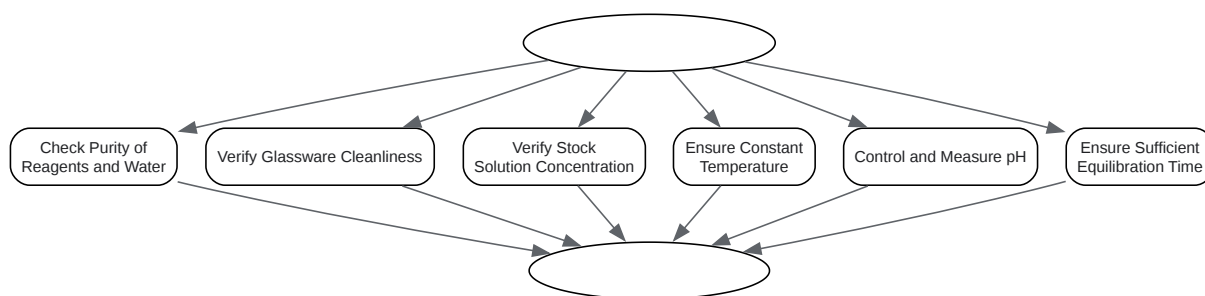 Check Purity of
Reagents and Water
Verify Glassware Cleanliness
Verify Stock
Solution Concentration
Ensure Constant
Temperature
Control and Measure pH
Ensure Sufficient
Equilibration Time